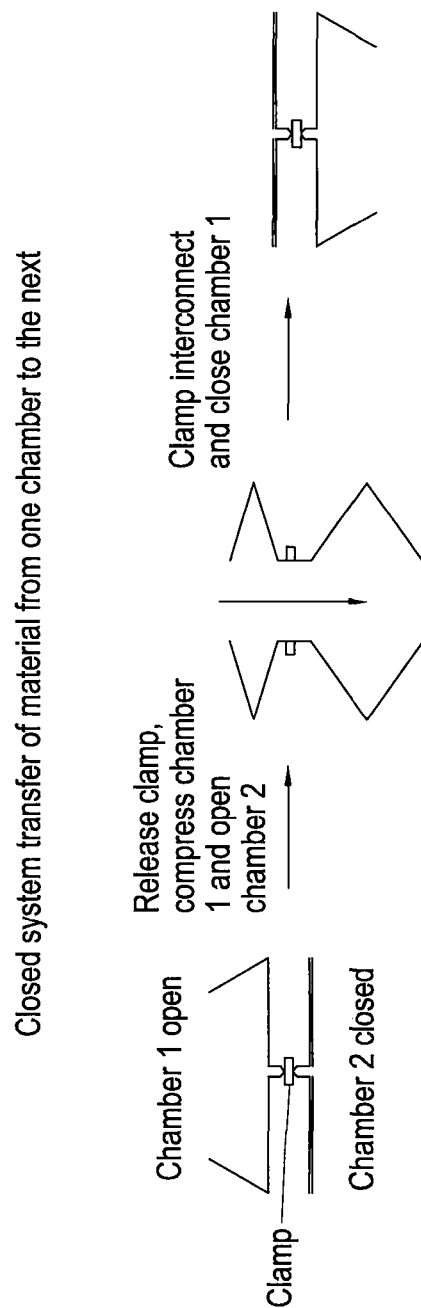 Closed system transfer of material from one chamber to the next
Chamber 1 open
Clamp
Chamber 2 closed
Release clamp,
compress chamber
1 and open
chamber 2
Clamp interconnect
and close chamber 1